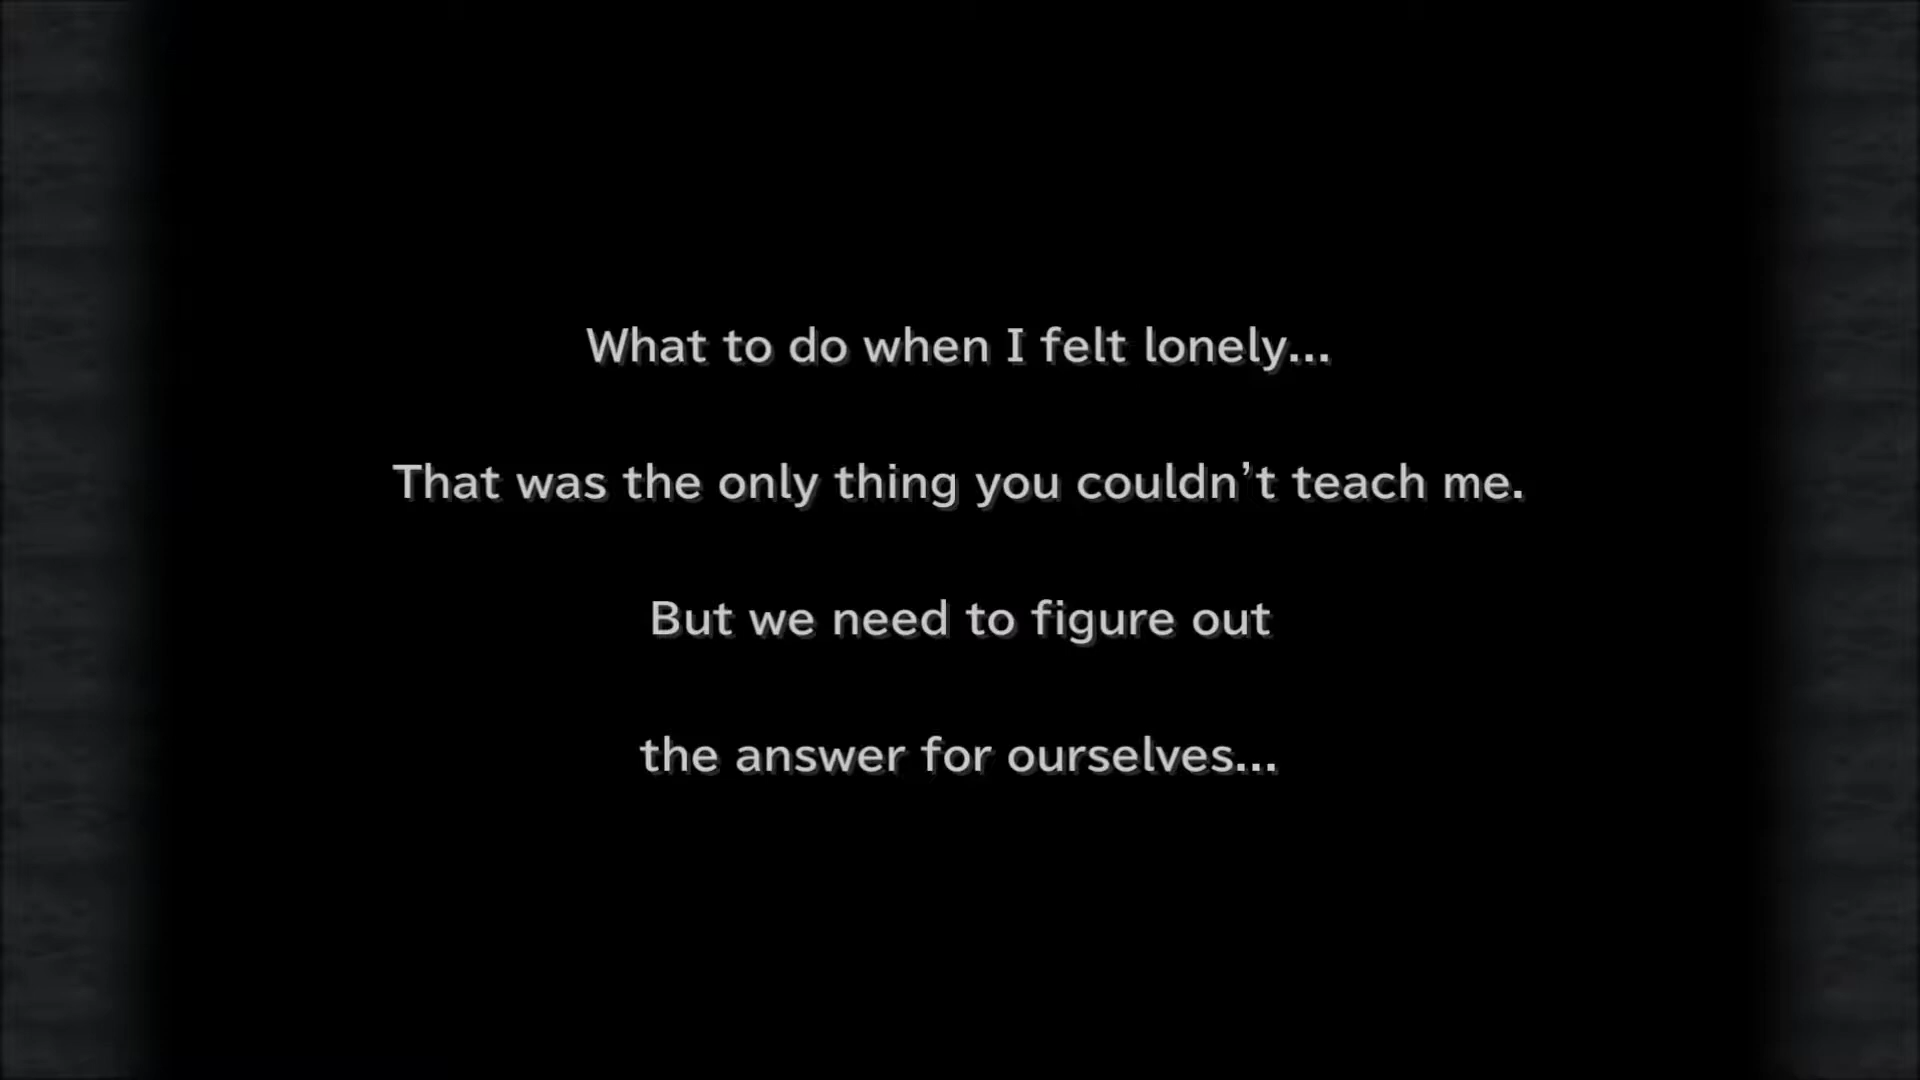 What to do when I felt lonely...
That was the only thing you couldn't teach me.
But we need to figure out
the answer for ourselves...